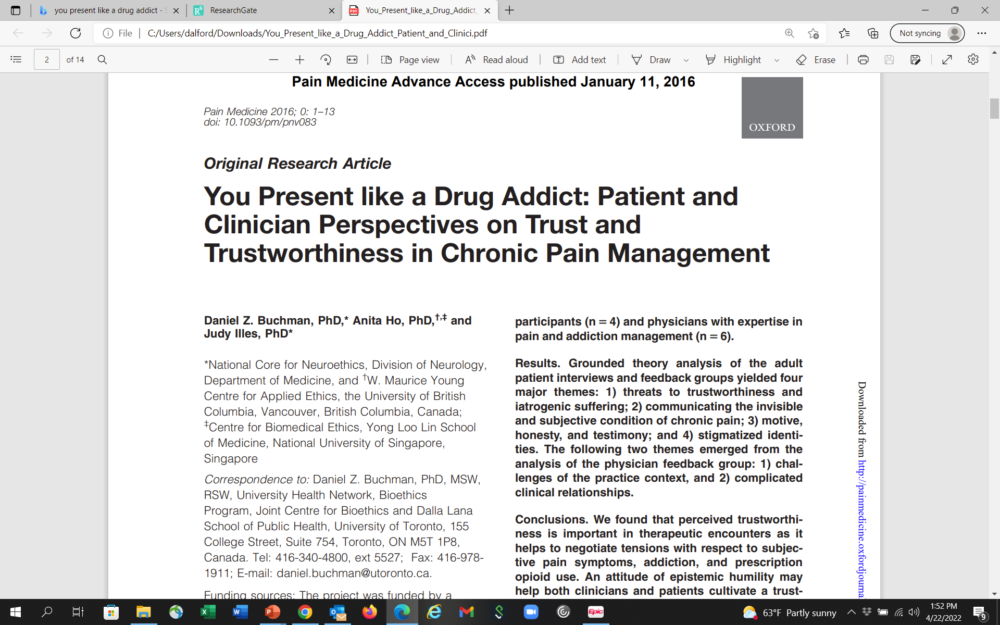 you present like a drug addict - S
ResearchGate
You_Present_like_a_Drug_Addict_
File
C:/Users/dalford/Downloads/You_Present_like_a_Drug_Addict_Patient_and_Clinici.pdf
Not syncing
2 of 14
Page view
Read aloud
Add text
Draw
Highlight
Erase
Pain Medicine Advance Access published January 11, 2016
Pain Medicine 2016; 0: 1–13
doi: 10.1093/pm/pnv083
OXFORD
Original Research Article
You Present like a Drug Addict: Patient and
Clinician Perspectives on Trust and
Trustworthiness in Chronic Pain Management
Daniel Z. Buchman, PhD,* Anita Ho, PhD,†,‡ and
Judy Illes, PhD*
*National Core for Neuroethics, Division of Neurology,
Department of Medicine, and †W. Maurice Young
Centre for Applied Ethics, the University of British
Columbia, Vancouver, British Columbia, Canada;
‡Centre for Biomedical Ethics, Yong Loo Lin School
of Medicine, National University of Singapore,
Singapore
Correspondence to: Daniel Z. Buchman, PhD, MSW,
RSW, University Health Network, Bioethics
Program, Joint Centre for Bioethics and Dalla Lana
School of Public Health, University of Toronto, 155
College Street, Suite 754, Toronto, ON M5T 1P8,
Canada. Tel: 416-340-4800, ext 5527; Fax: 416-978-
1911; E-mail: daniel.buchman@utoronto.ca.
Funding sources: The project was funded by a
participants (n = 4) and physicians with expertise in
pain and addiction management (n = 6).
Results. Grounded theory analysis of the adult
patient interviews and feedback groups yielded four
major themes: 1) threats to trustworthiness and
iatrogenic suffering; 2) communicating the invisible
and subjective condition of chronic pain; 3) motive,
honesty, and testimony; and 4) stigmatized identi-
ties. The following two themes emerged from the
analysis of the physician feedback group: 1) chal-
lenges of the practice context, and 2) complicated
clinical relationships.
Conclusions. We found that perceived trustworthi-
ness is important in therapeutic encounters as it
helps to negotiate tensions with respect to subjec-
tive pain symptoms, addiction, and prescription
opioid use. An attitude of epistemic humility may
help both clinicians and patients cultivate a trust-
Downloaded from http://painmedicine.oxfordjourna
Epic
63°F Partly sunny
1:52 PM
4/22/2022
9